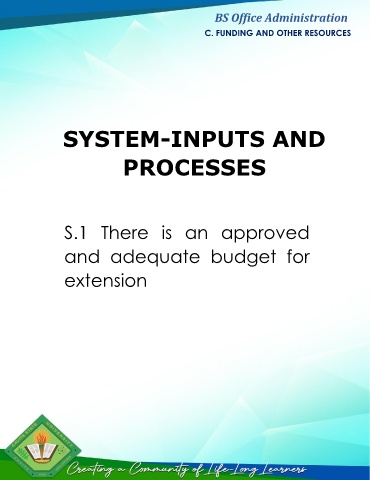 BS Office Administration
C. FUNDING AND OTHER RESOURCES
SYSTEM-INPUTS AND
PROCESSES
S.1 There is an approved
and adequate budget for
extension
Creating a Community of Life-Long Learners